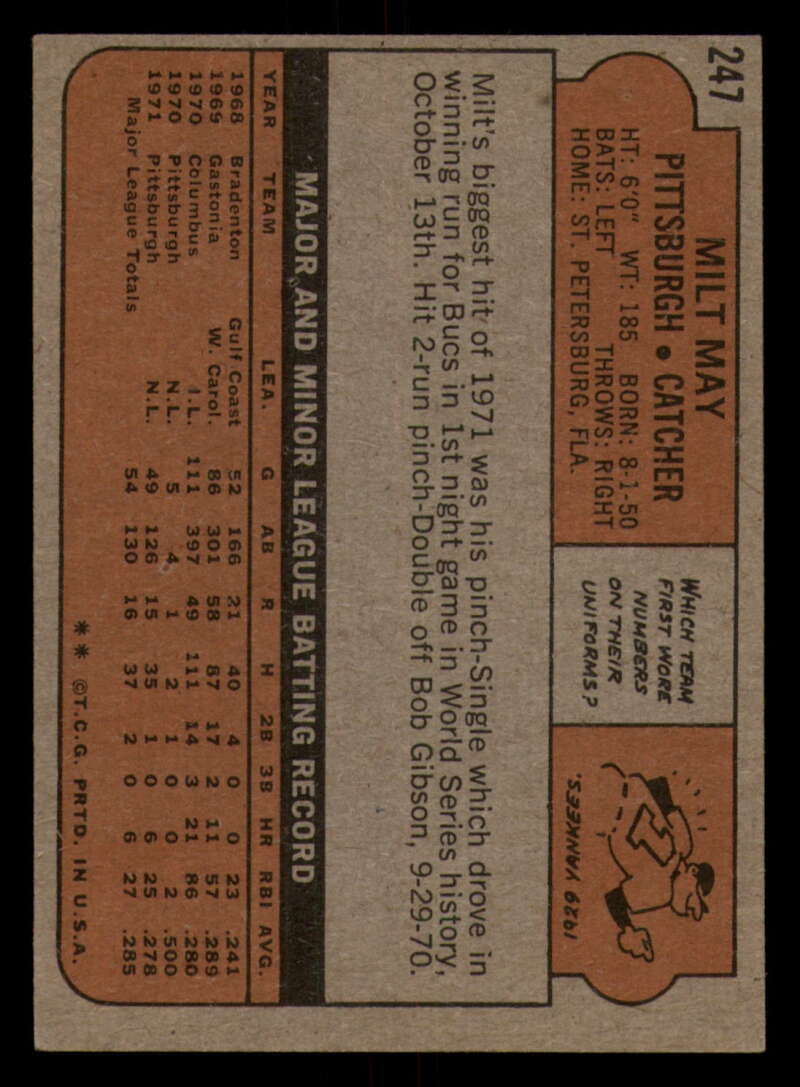 247
MILT MAY
PITTSBURGH • CATCHER
HT: 6'0" WT: 185 BORN: 8-1-50
BATS: LEFT THROWS: RIGHT
HOME: ST. PETERSBURG, FLA.
WHICH TEAM
FIRST WORE
NUMBERS
ON THEIR
UNIFORMS?
1929 YANKEES.
Milt's biggest hit of 1971 was his pinch-Single which drove in
winning run for Bucs in 1st night game in World Series history,
October 13th. Hit 2-run pinch-Double off Bob Gibson, 9-29-70.
MAJOR AND MINOR LEAGUE BATTING RECORD
YEAR TEAM LEA. G AB R H 2B 3B HR RBI AVG.
1968 Bradenton Gulf Coast 52 166 21 40 4 0 0 23 .241
1969 Gastonia W. Carol. 86 301 58 87 17 2 11 57 .289
1970 Columbus I.L. 111 397 49 111 14 3 21 86 .280
1970 Pittsburgh N.L. 5 4 1 2 1 0 0 2 .500
1971 Pittsburgh N.L. 49 126 15 35 1 0 6 25 .278
Major League Totals 54 130 16 37 2 0 6 27 .285
** ©T.C.G. PRTD. IN U.S.A.